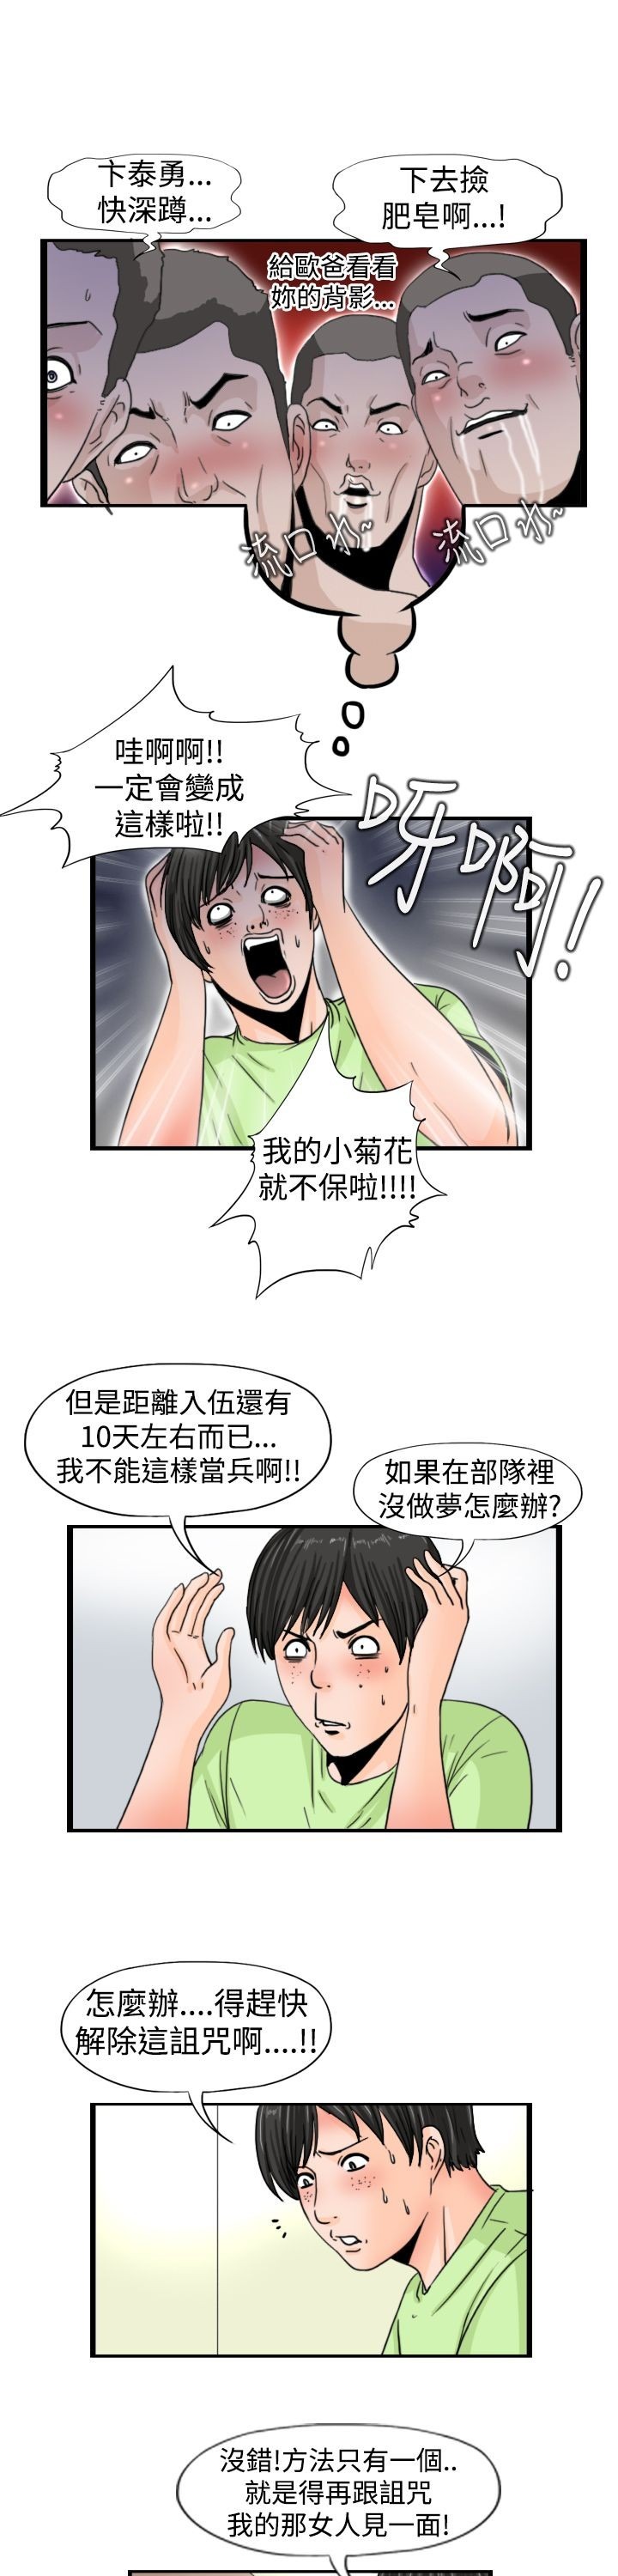 卞泰勇...
快深蹲...
下去撿
肥皂啊...!
給歐爸看看
妳的背影...
流口水~
流口水~
哇啊啊!!
一定會變成
這樣啦!!
呀啊!
我的小菊花
就不保啦!!!!
但是距離入伍還有
10天左右而已...
我不能這樣當兵啊!!
如果在部隊裡
沒做夢怎麼辦?
怎麼辦....得趕快
解除這詛咒啊....!!
沒錯!方法只有一個..
就是得再跟詛咒
我的那女人見一面!